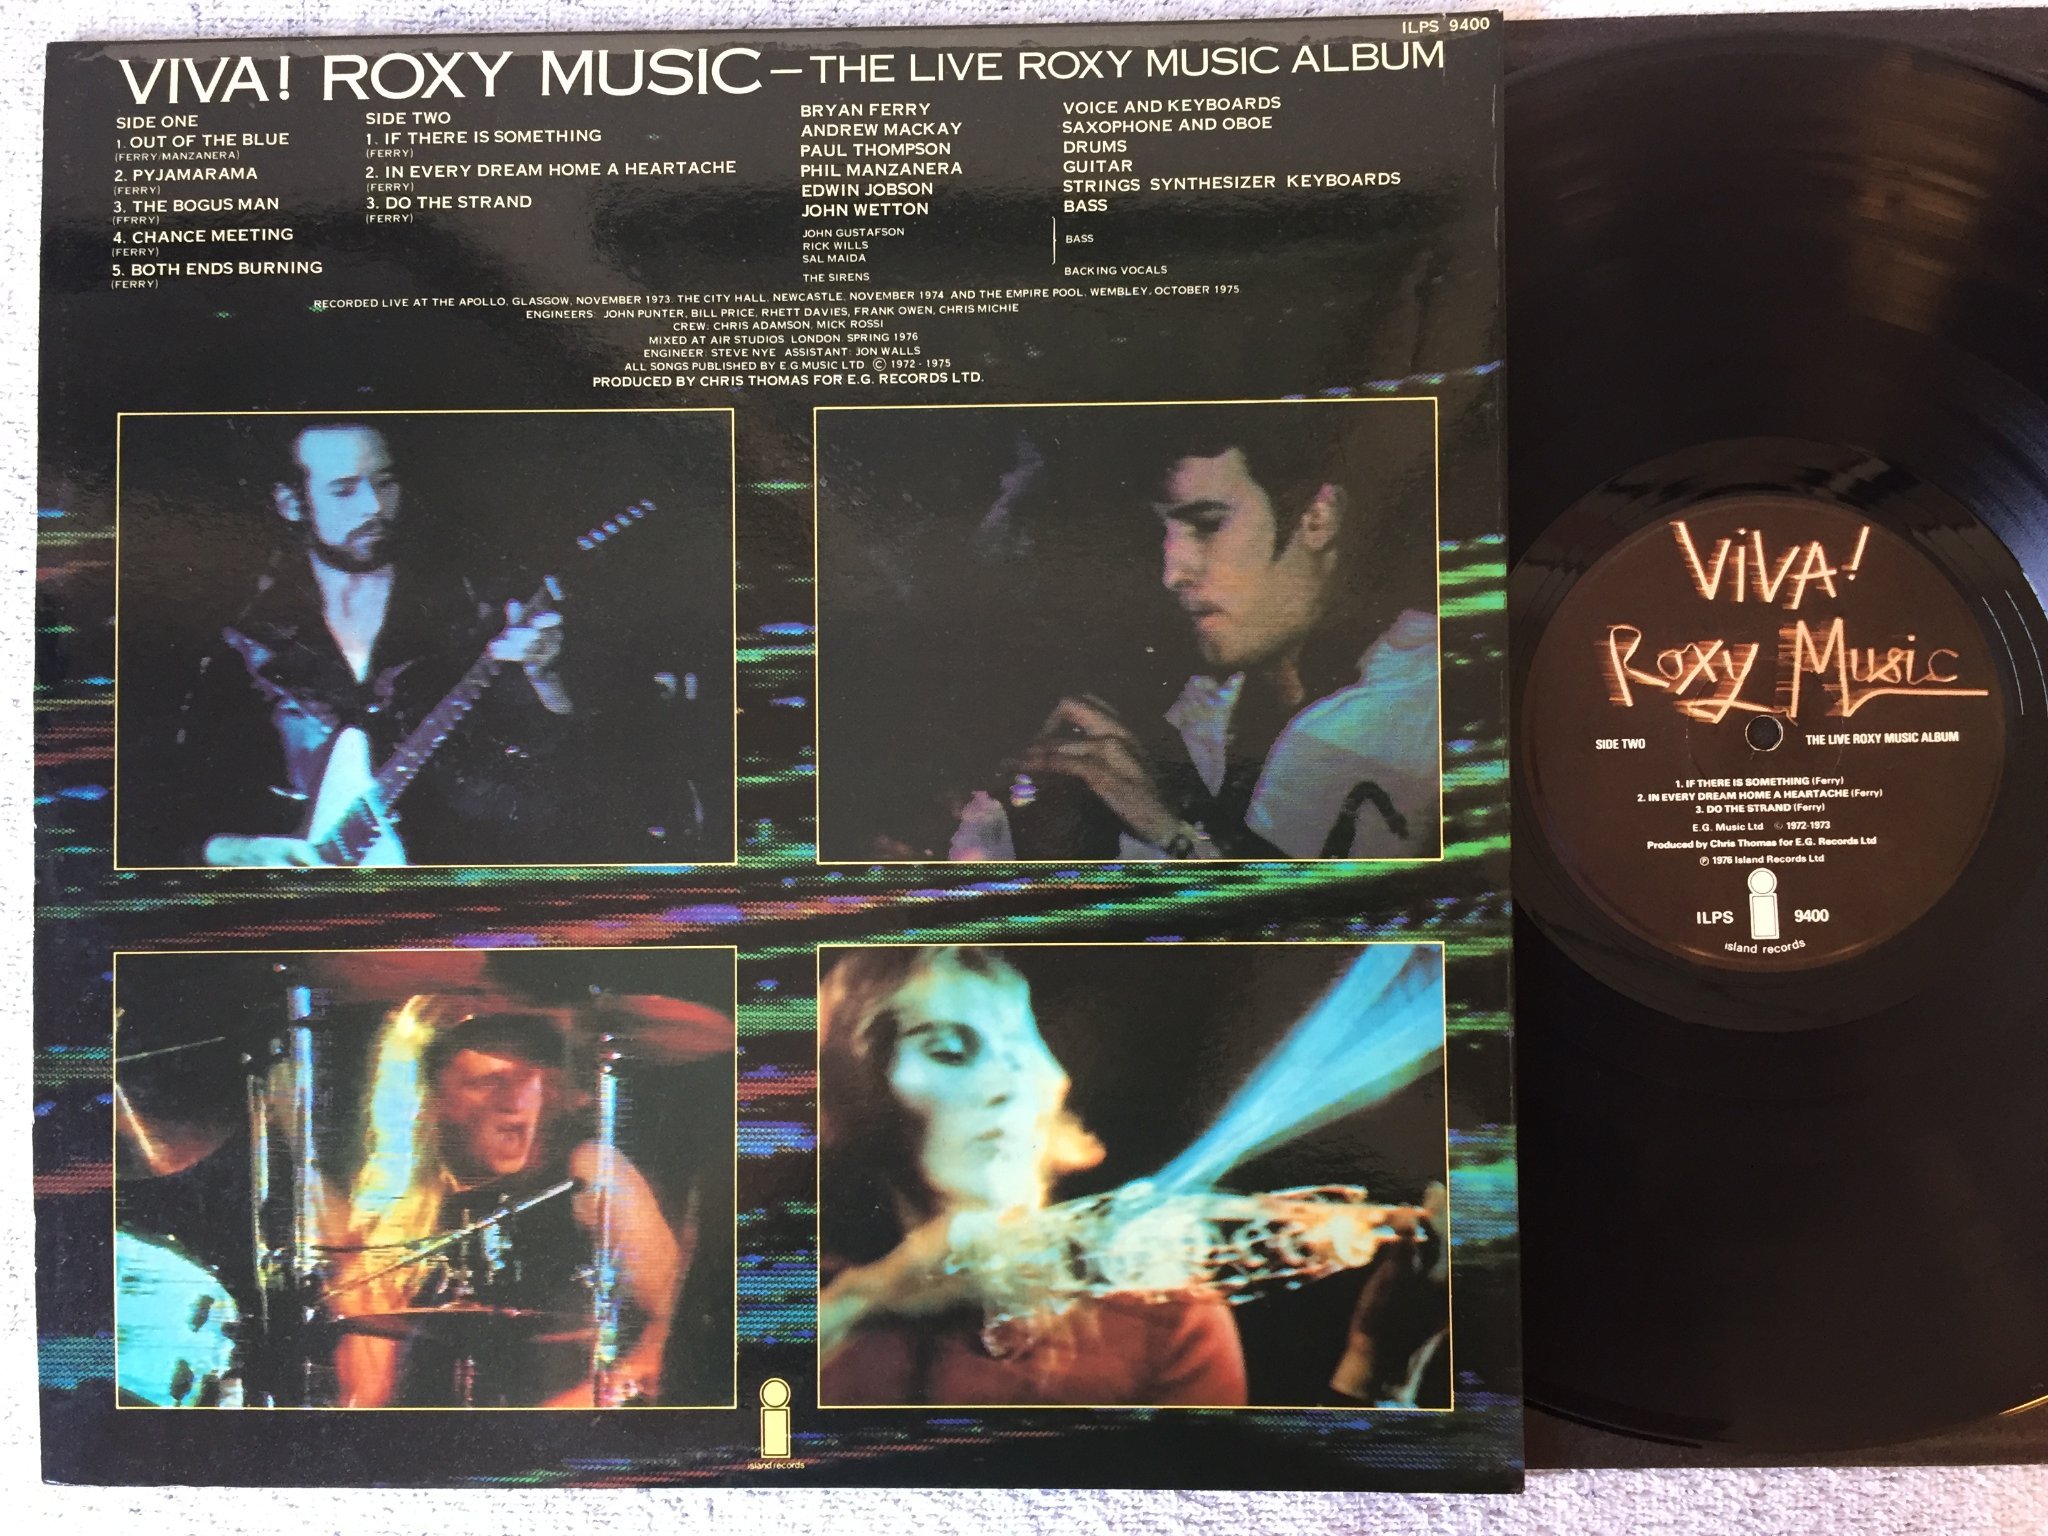 ILPS 9400
VIVA! ROXY MUSIC – THE LIVE ROXY MUSIC ALBUM
SIDE ONE
1. OUT OF THE BLUE
(FERRY/MANZANERA)
2. PYJAMARAMA
(FERRY)
3. THE BOGUS MAN
(FERRY)
4. CHANCE MEETING
(FERRY)
5. BOTH ENDS BURNING
(FERRY)
SIDE TWO
1. IF THERE IS SOMETHING
(FERRY)
2. IN EVERY DREAM HOME A HEARTACHE
(FERRY)
3. DO THE STRAND
(FERRY)
BRYAN FERRY VOICE AND KEYBOARDS
ANDREW MACKAY SAXOPHONE AND OBOE
PAUL THOMPSON DRUMS
PHIL MANZANERA GUITAR
EDWIN JOBSON STRINGS SYNTHESIZER KEYBOARDS
JOHN WETTON BASS
JOHN GUSTAFSON
RICK WILLS BASS
SAL MAIDA
THE SIRENS BACKING VOCALS
RECORDED LIVE AT THE APOLLO, GLASGOW, NOVEMBER 1973. THE CITY HALL, NEWCASTLE, NOVEMBER 1974 AND THE EMPIRE POOL, WEMBLEY, OCTOBER 1975.
ENGINEERS: JOHN PUNTER, BILL PRICE, RHETT DAVIES, FRANK OWEN, CHRIS MICHIE
CREW: CHRIS ADAMSON, MICK ROSSI
MIXED AT AIR STUDIOS, LONDON, SPRING 1976
ENGINEER: STEVE NYE ASSISTANT: JON WALLS
ALL SONGS PUBLISHED BY E.G.MUSIC LTD. © 1972 - 1975
PRODUCED BY CHRIS THOMAS FOR E.G. RECORDS LTD.
island records
ViVA!
Roxy Music
SIDE TWO THE LIVE ROXY MUSIC ALBUM
1. IF THERE IS SOMETHING (Ferry)
2. IN EVERY DREAM HOME A HEARTACHE (Ferry)
3. DO THE STRAND (Ferry)
E.G. Music Ltd © 1972-1973
Produced by Chris Thomas for E.G. Records Ltd
℗ 1976 Island Records Ltd
ILPS 9400
island records